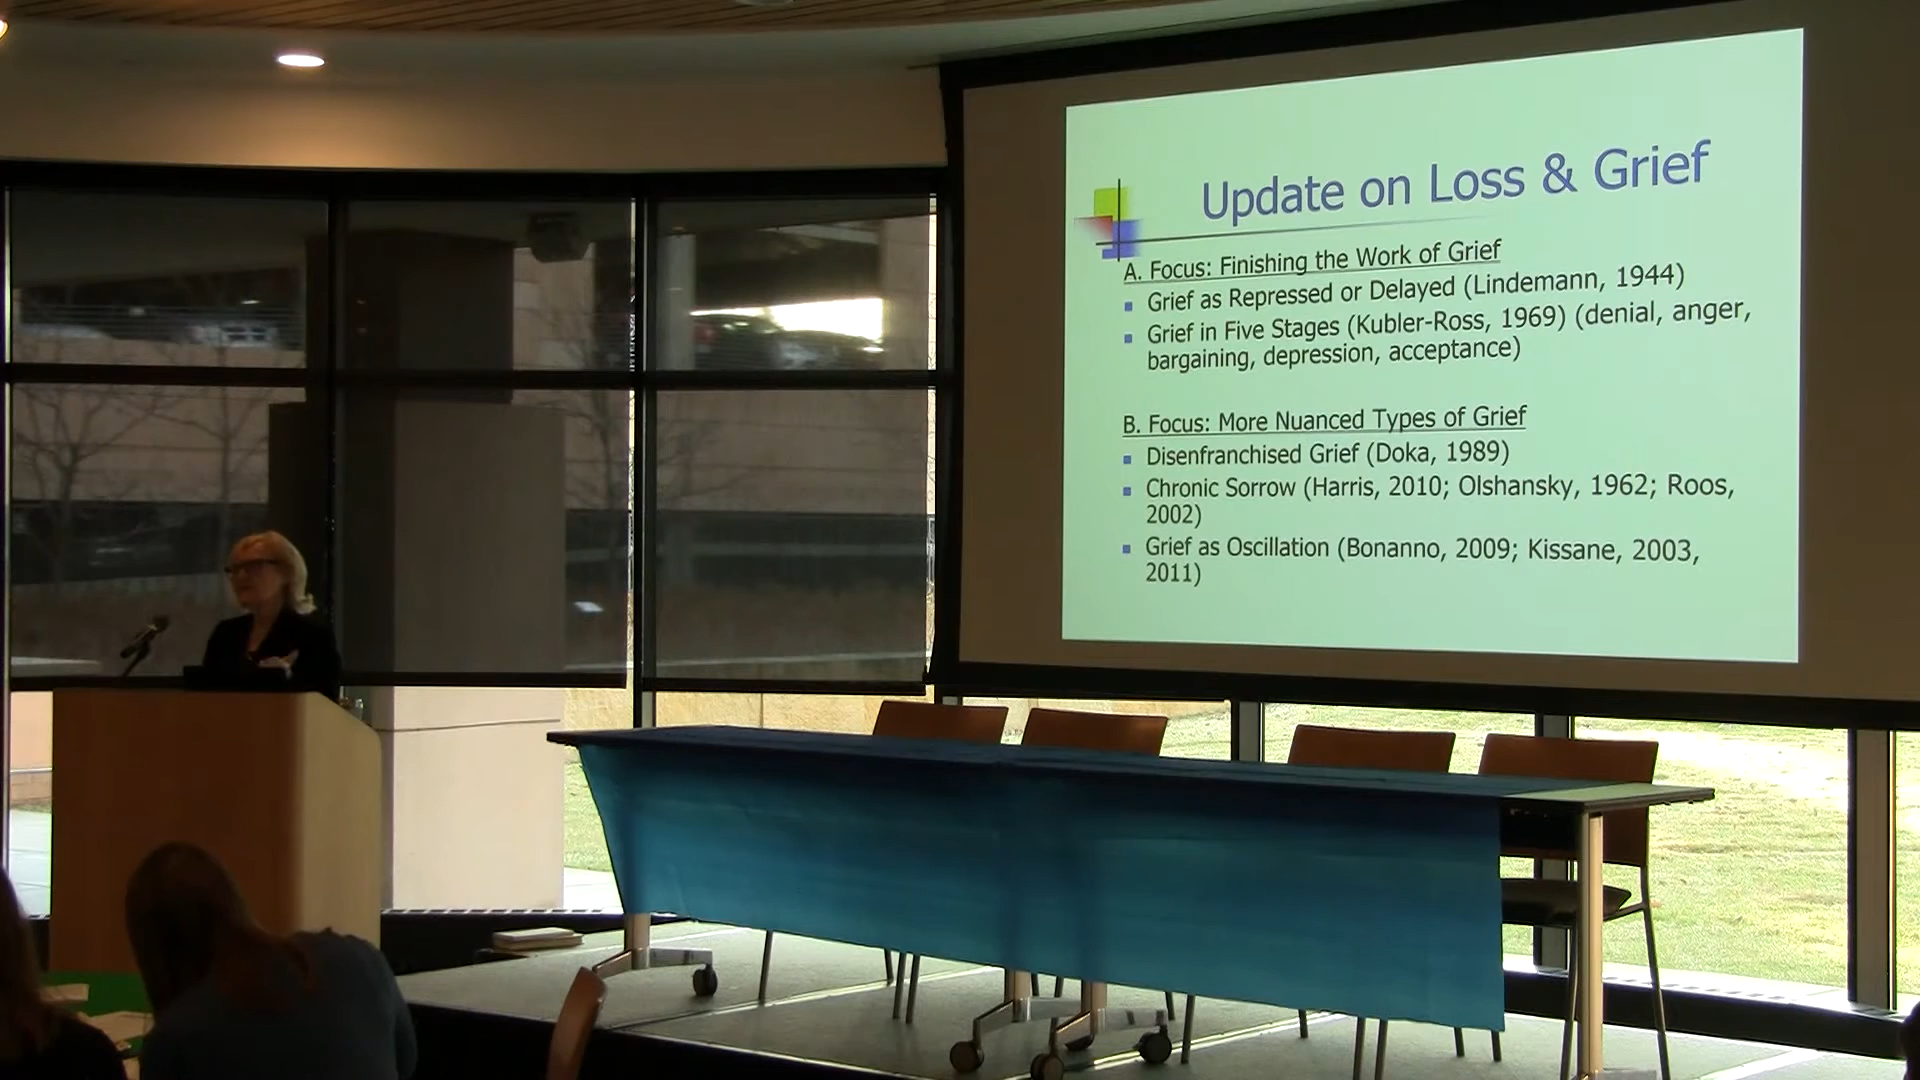 Update on Loss & Grief
A. Focus: Finishing the Work of Grief
Grief as Repressed or Delayed (Lindemann, 1944)
Grief in Five Stages (Kubler-Ross, 1969) (denial, anger,
bargaining, depression, acceptance)
B. Focus: More Nuanced Types of Grief
Disenfranchised Grief (Doka, 1989)
Chronic Sorrow (Harris, 2010; Olshansky, 1962; Roos,
2002)
Grief as Oscillation (Bonanno, 2009; Kissane, 2003,
2011)